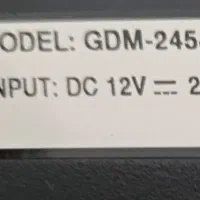 ODEL: GDM-245
NPUT: DC 12V ⎓ 2